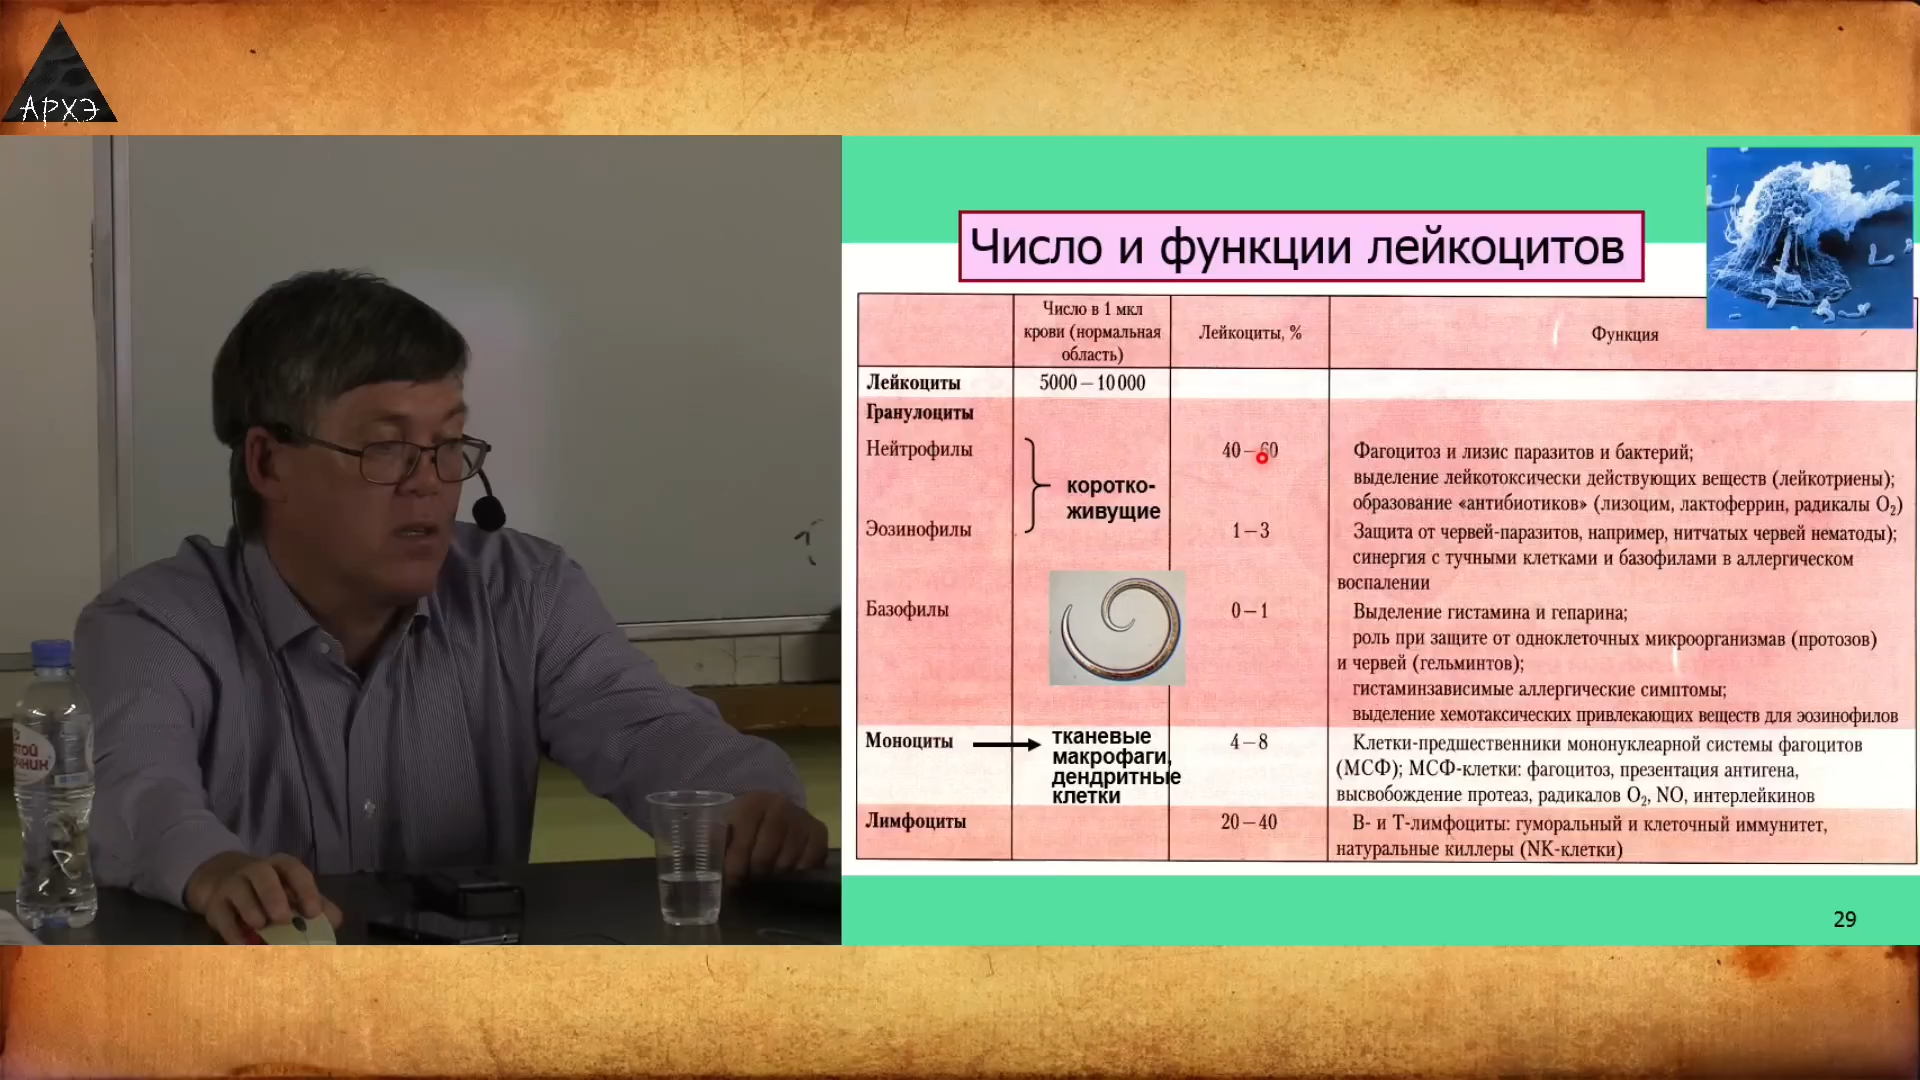 АРХЭ
Число и функции лейкоцитов
Число в 1 мкл
крови (нормальная
область)
Лейкоциты, %
Функция
Лейкоциты
5000 – 10 000
Гранулоциты
Нейтрофилы
коротко-
живущие
40 – 60
Фагоцитоз и лизис паразитов и бактерий;
выделение лейкотоксически действующих веществ (лейкотриены);
образование «антибиотиков» (лизоцим, лактоферрин, радикалы O₂)
Эозинофилы
1 – 3
Защита от червей-паразитов, например, нитчатых червей нематоды);
синергия с тучными клетками и базофилами в аллергическом
воспалении
Базофилы
0 – 1
Выделение гистамина и гепарина;
роль при защите от одноклеточных микроорганизмав (протозов)
и червей (гельминтов);
гистаминзависимые аллергические симптомы;
выделение хемотаксических привлекающих веществ для эозинофилов
Моноциты
тканевые
макрофаги,
дендритные
клетки
4 – 8
Клетки-предшественники мононуклеарной системы фагоцитов
(МСФ); МСФ-клетки: фагоцитоз, презентация антигена,
высвобождение протеаз, радикалов O₂, NO, интерлейкинов
Лимфоциты
20 – 40
В- и Т-лимфоциты: гуморальный и клеточный иммунитет,
натуральные киллеры (NK-клетки)
29